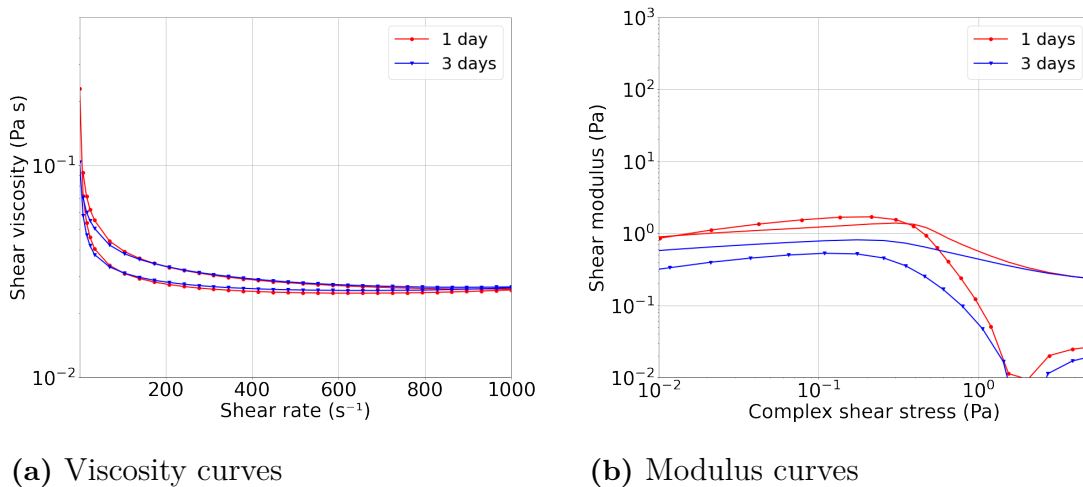 1 day
3 days
Shear viscosity (Pa s)
10⁻¹
10⁻²
200
400
600
800
1000
Shear rate (s⁻¹)
(a) Viscosity curves
1 days
3 days
Shear modulus (Pa)
10³
10²
10¹
10⁰
10⁻¹
10⁻²
10⁻²
10⁻¹
10⁰
Complex shear stress (Pa)
(b) Modulus curves